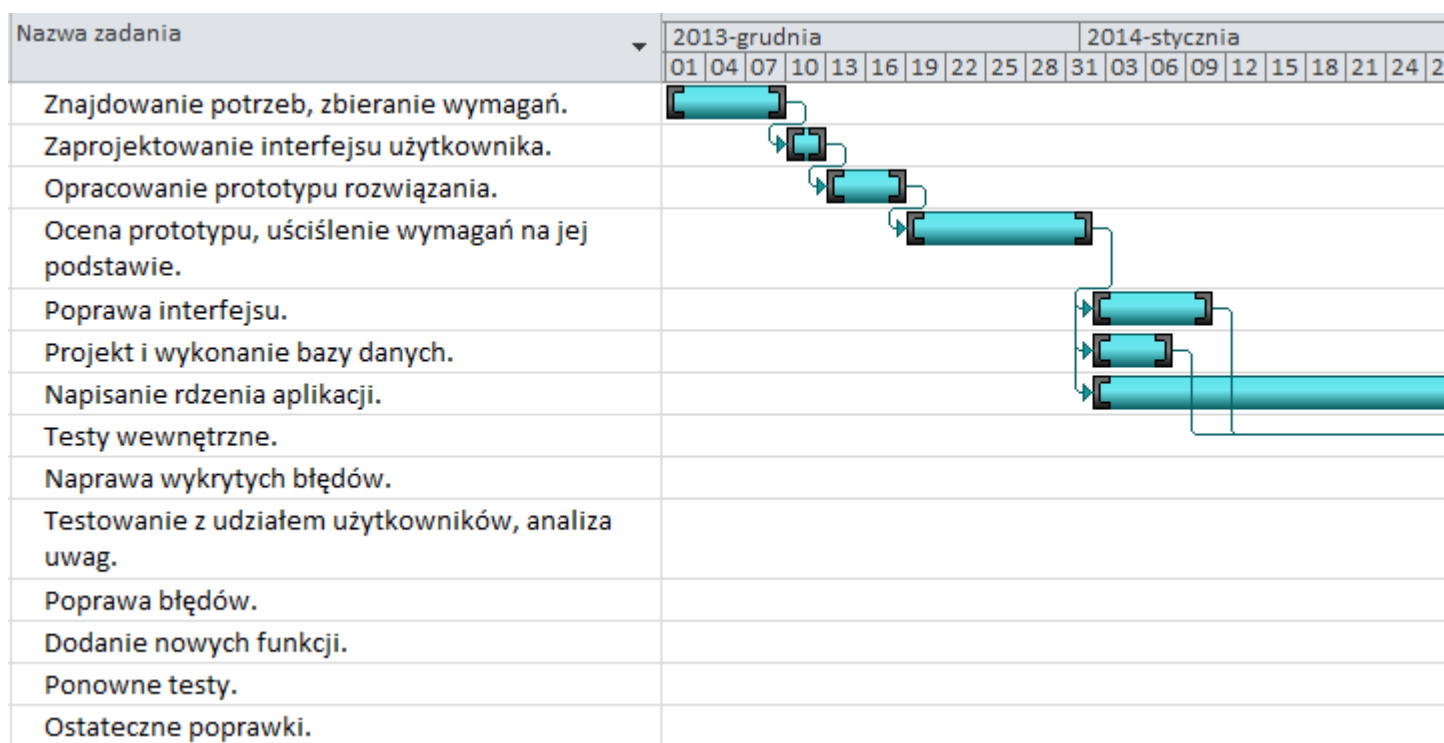 Nazwa zadania
2013-grudnia 2014-stycznia
01 04 07 10 13 16 19 22 25 28 31 03 06 09 12 15 18 21 24 2
Znajdowanie potrzeb, zbieranie wymagań.
Zaprojektowanie interfejsu użytkownika.
Opracowanie prototypu rozwiązania.
Ocena prototypu, uściślenie wymagań na jej
podstawie.
Poprawa interfejsu.
Projekt i wykonanie bazy danych.
Napisanie rdzenia aplikacji.
Testy wewnętrzne.
Naprawa wykrytych błędów.
Testowanie z udziałem użytkowników, analiza
uwag.
Poprawa błędów.
Dodanie nowych funkcji.
Ponowne testy.
Ostateczne poprawki.